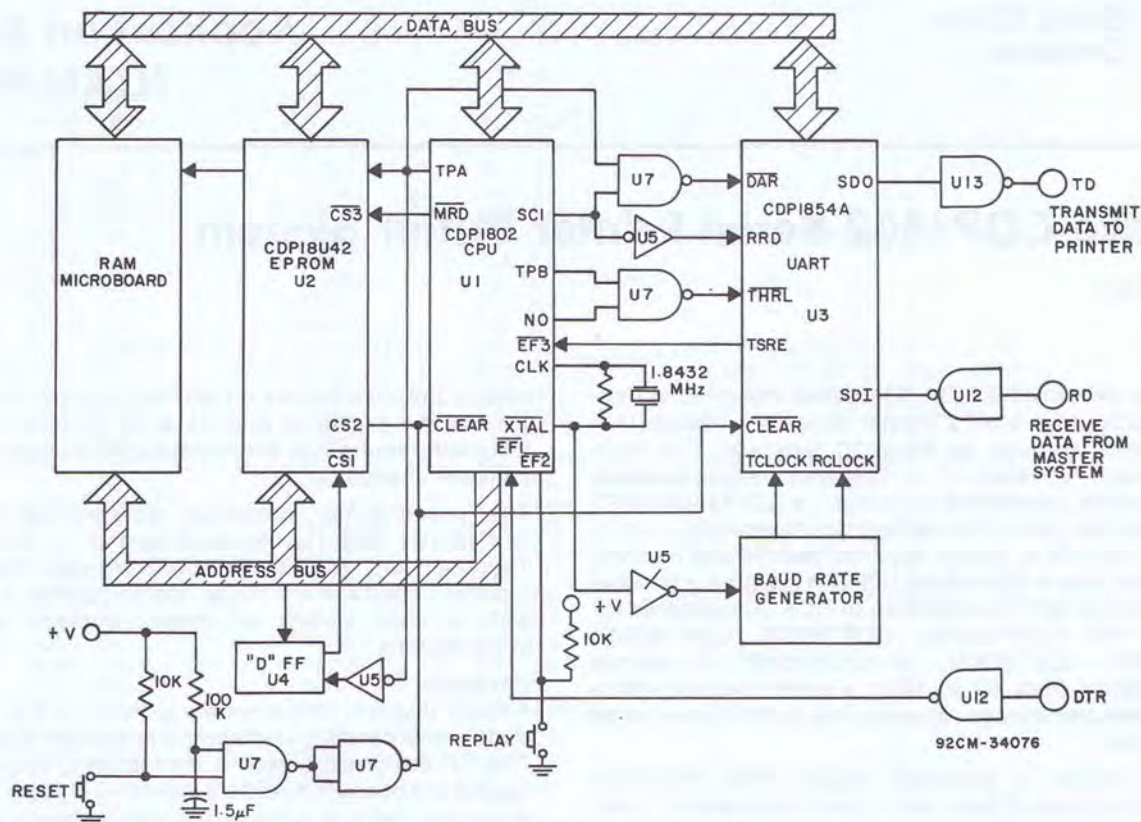 DATA BUS
RAM
MICROBOARD
CS3
CDP18U42
EPROM
U2
CS2
CS1
TPA
MRD
CDP1802
CPU
U1
SCI
TPB
NO
EF3
CLK
CLEAR
XTAL
EF1
EF2
U7
U5
U7
1.8432
MHz
DAR
CDP1854A
RRD
UART
THRL
U3
TSRE
SDO
SDI
CLEAR
TCLOCK RCLOCK
U13
TD
TRANSMIT
DATA TO
PRINTER
U12
RD
RECEIVE
DATA FROM
MASTER
SYSTEM
ADDRESS BUS
U5
BAUD RATE
GENERATOR
+V
10K
+V
"D" FF
U4
U5
10K
100
K
REPLAY
U12
DTR
92CM-34076
RESET
U7
U7
1.5µF